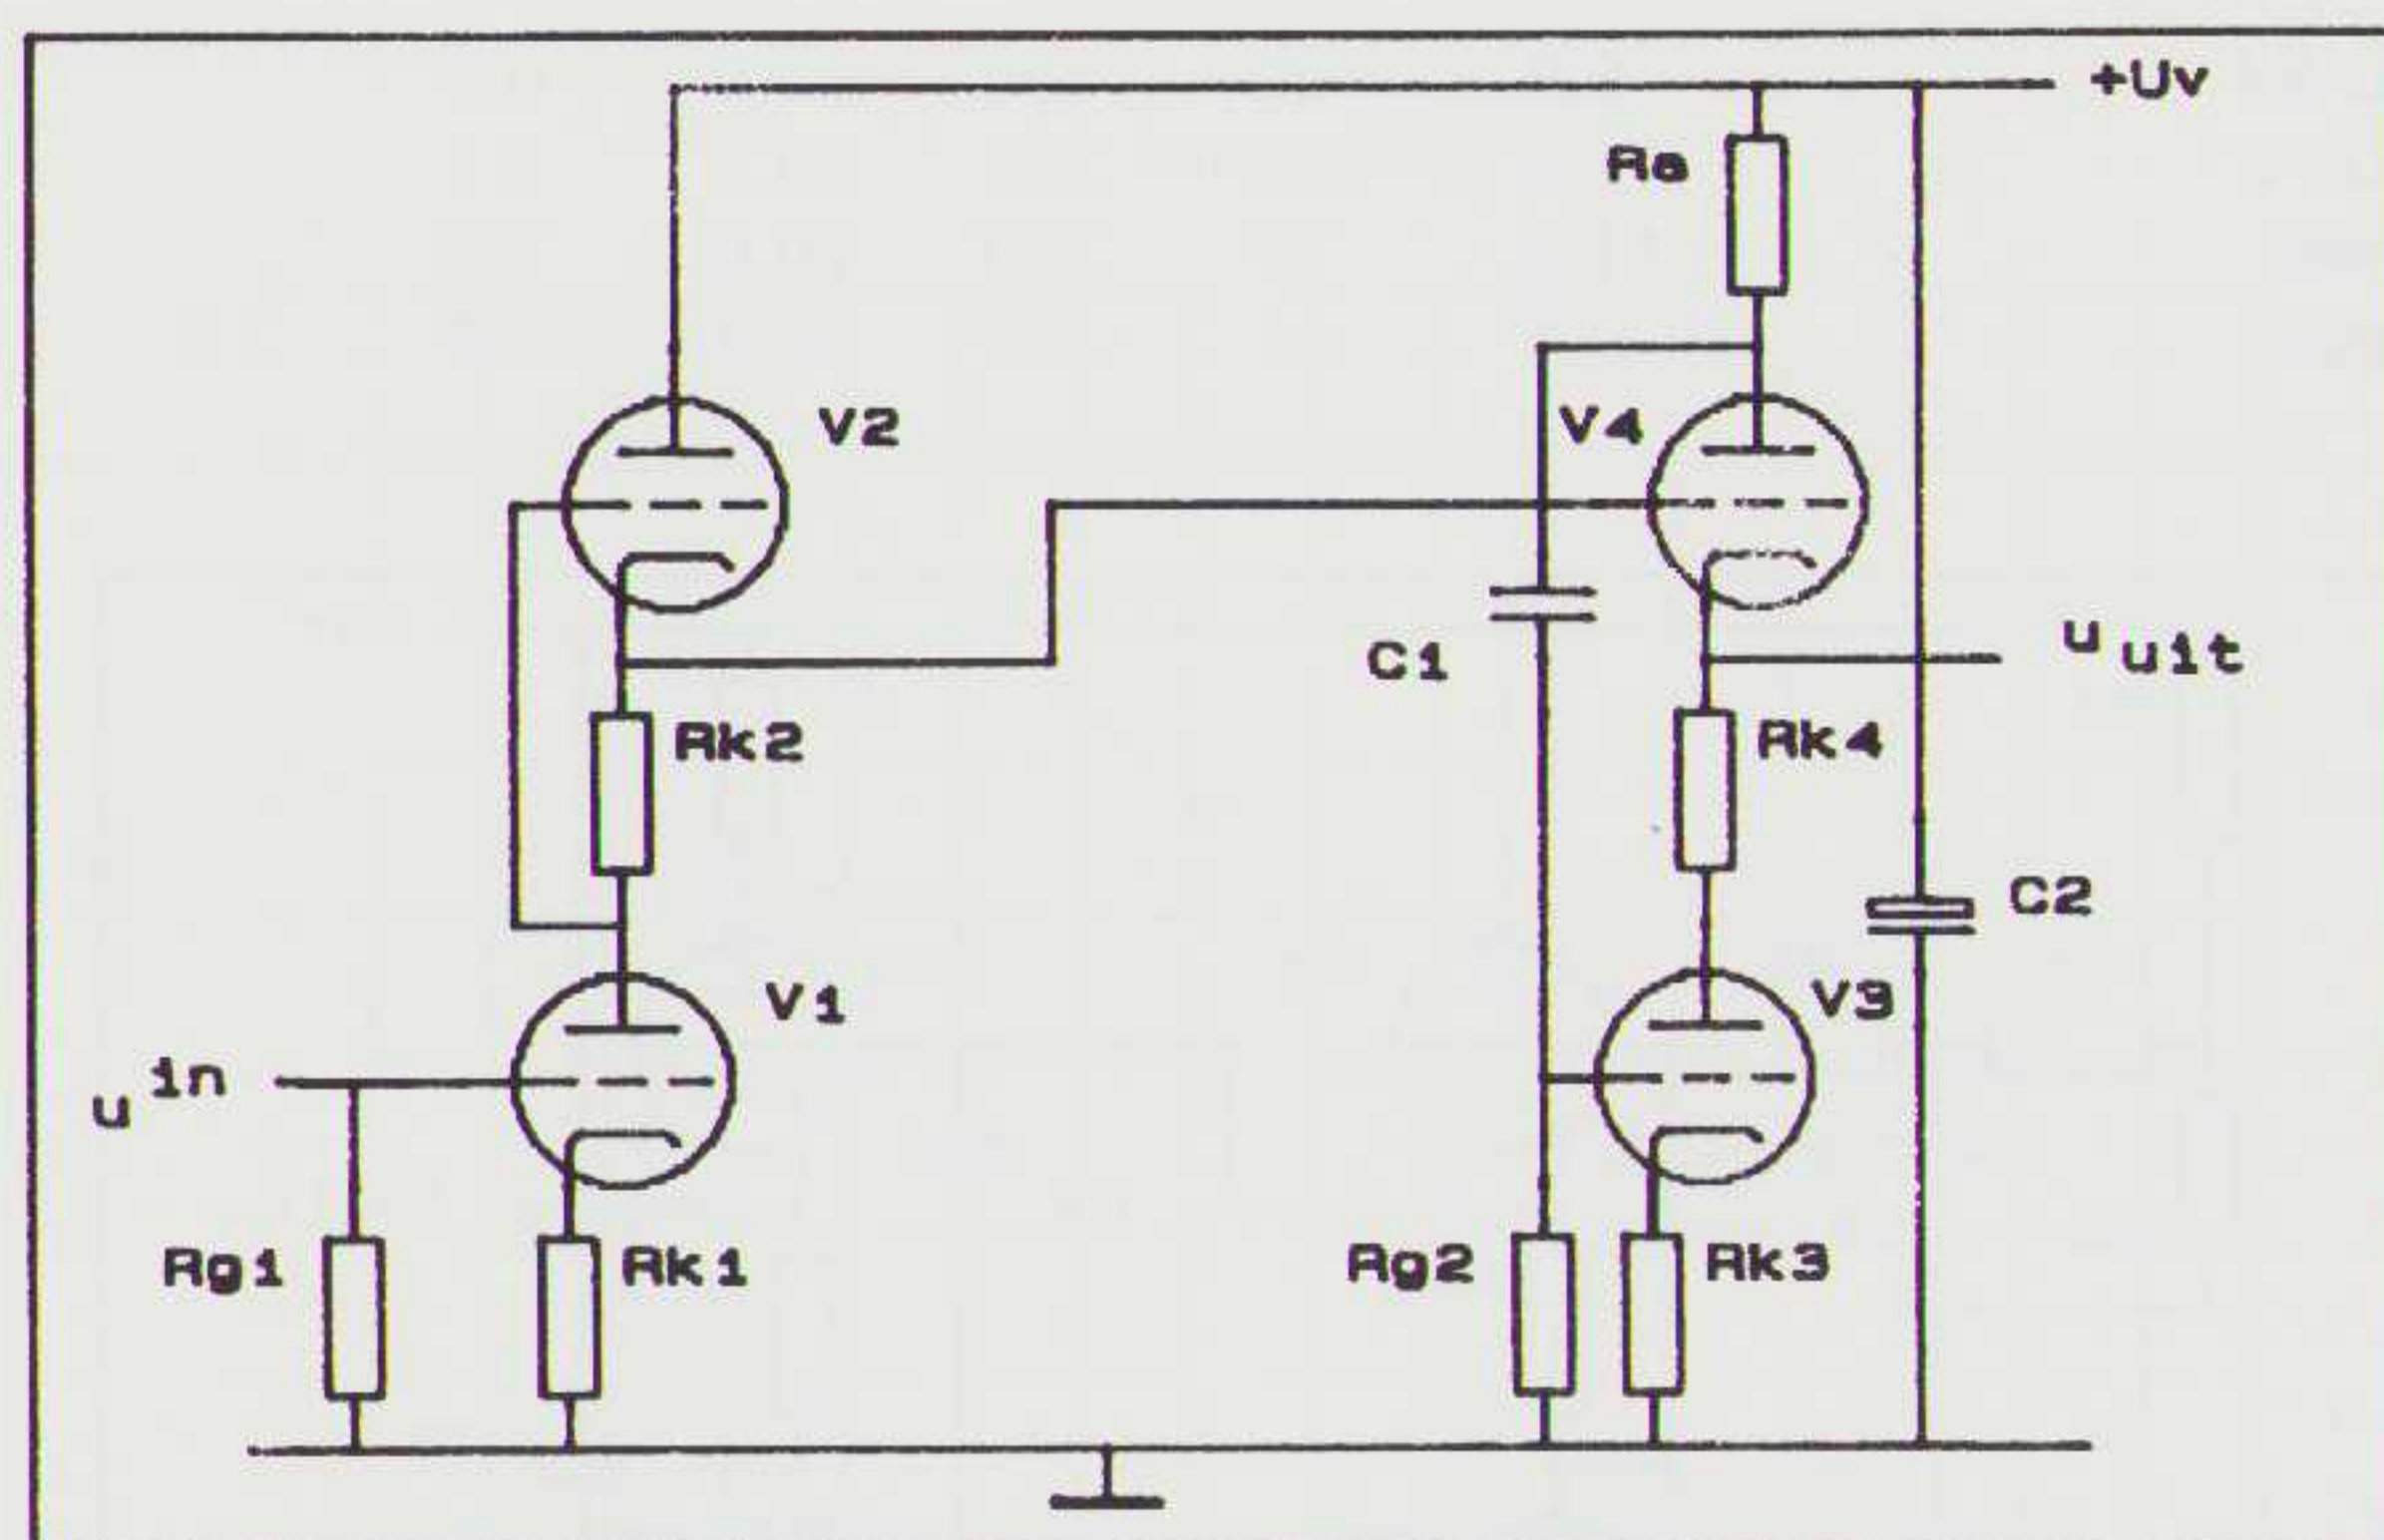 +Uv
Ra
V2
V4
C1
u uit
Rk2
Rk4
C2
V1
V3
u in
Rg1
Rk1
Rg2
Rk3